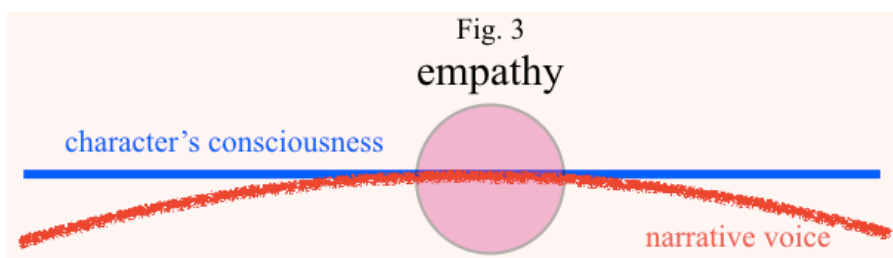 Fig. 3
empathy
character’s consciousness
narrative voice